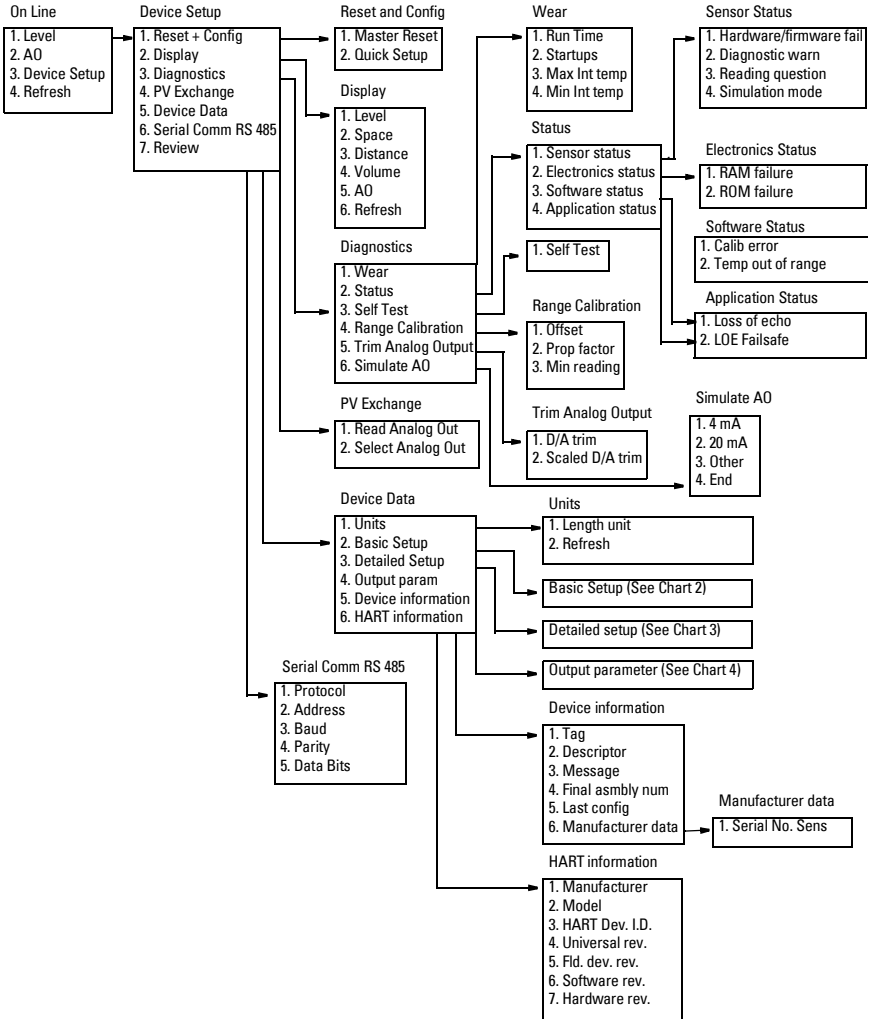 On Line
1. Level
2. AO
3. Device Setup
4. Refresh
Device Setup
1. Reset + Config
2. Display
3. Diagnostics
4. PV Exchange
5. Device Data
6. Serial Comm RS 485
7. Review
Reset and Config
1. Master Reset
2. Quick Setup
Display
1. Level
2. Space
3. Distance
4. Volume
5. AO
6. Refresh
Diagnostics
1. Wear
2. Status
3. Self Test
4. Range Calibration
5. Trim Analog Output
6. Simulate AO
PV Exchange
1. Read Analog Out
2. Select Analog Out
Device Data
1. Units
2. Basic Setup
3. Detailed Setup
4. Output param
5. Device information
6. HART information
Serial Comm RS 485
1. Protocol
2. Address
3. Baud
4. Parity
5. Data Bits
Wear
1. Run Time
2. Startups
3. Max Int temp
4. Min Int temp
Status
1. Sensor status
2. Electronics status
3. Software status
4. Application status
1. Self Test
Range Calibration
1. Offset
2. Prop factor
3. Min reading
Trim Analog Output
1. D/A trim
2. Scaled D/A trim
Units
1. Length unit
2. Refresh
Basic Setup (See Chart 2)
Detailed setup (See Chart 3)
Output parameter (See Chart 4)
Device information
1. Tag
2. Descriptor
3. Message
4. Final asmbly num
5. Last config
6. Manufacturer data
HART information
1. Manufacturer
2. Model
3. HART Dev. I.D.
4. Universal rev.
5. Fld. dev. rev.
6. Software rev.
7. Hardware rev.
Sensor Status
1. Hardware/firmware fail
2. Diagnostic warn
3. Reading question
4. Simulation mode
Electronics Status
1. RAM failure
2. ROM failure
Software Status
1. Calib error
2. Temp out of range
Application Status
1. Loss of echo
2. LOE Failsafe
Simulate AO
1. 4 mA
2. 20 mA
3. Other
4. End
Manufacturer data
1. Serial No. Sens